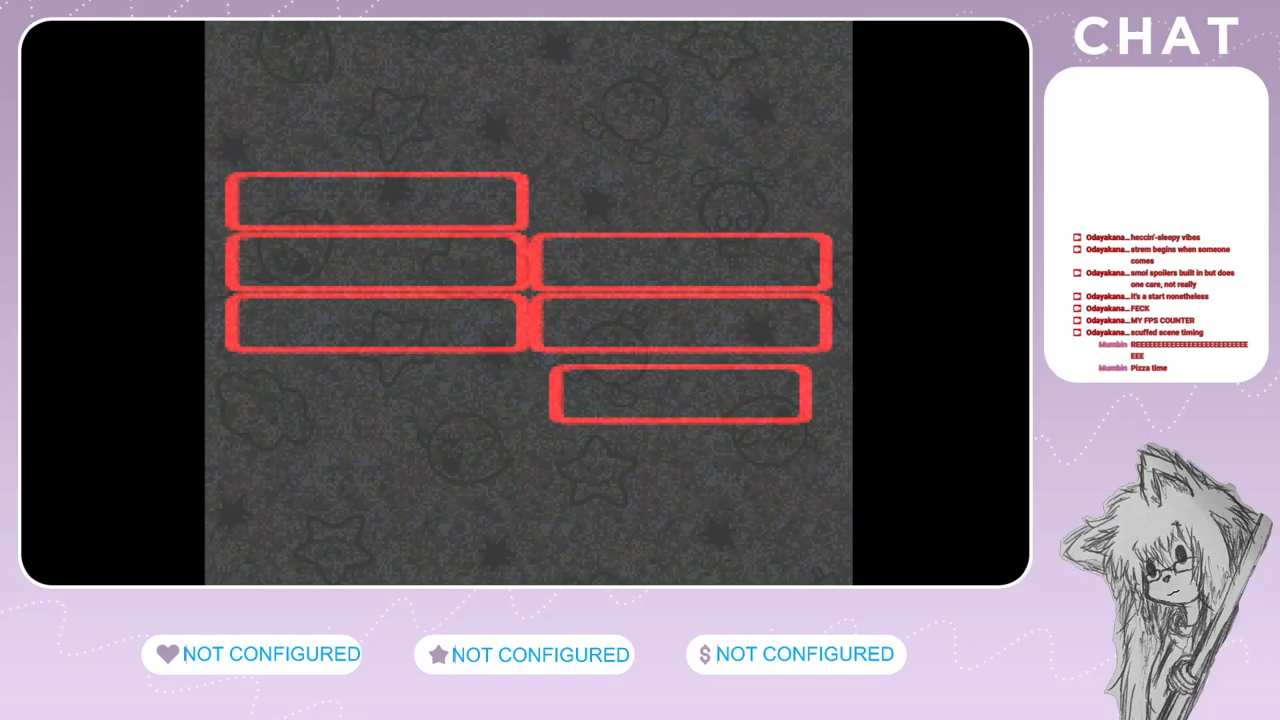 CHAT
Odayakana... heccin'-sleepy vibes
Odayakana... strem begins when someone
comes
Odayakana... smol spoilers built in but does
one care, not really
Odayakana... it's a start nonetheless
Odayakana... FECK
Odayakana... MY FPS COUNTER
Odayakana... scuffed scene timing
Mumbin
Mumbin Pizza time
NOT CONFIGURED
NOT CONFIGURED
$ NOT CONFIGURED